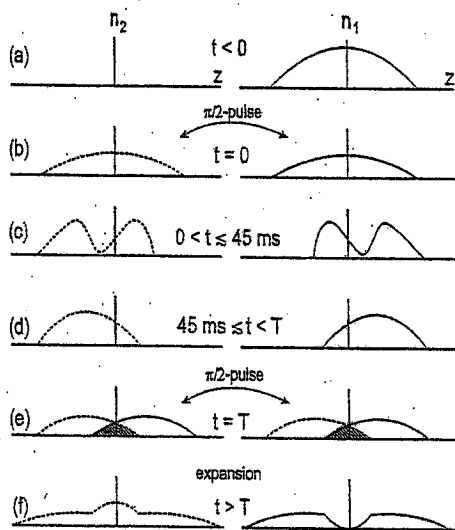 n₂ n₁
(a) t < 0 z z
π/2-pulse
(b) t = 0
(c) 0 < t ≲ 45 ms
(d) 45 ms ≲ t < T
π/2-pulse
(e) t = T
expansion
(f) t > T